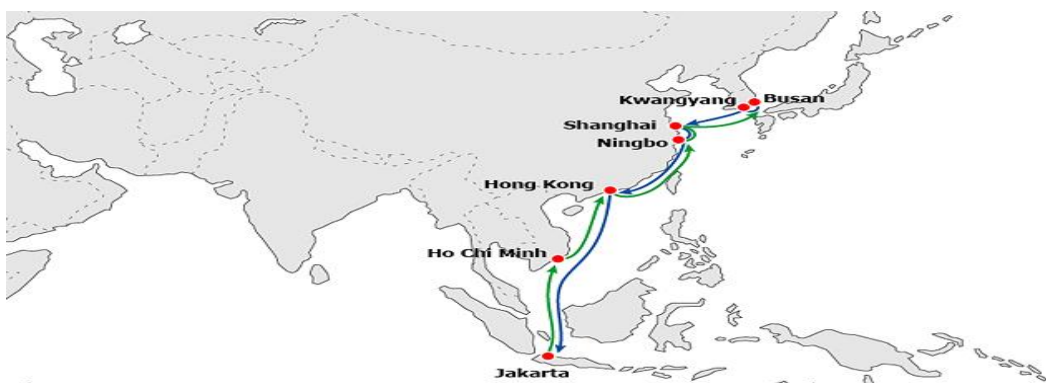 Kwangyang
Busan
Shanghai
Ningbo
Hong Kong
Ho Chi Minh
Jakarta